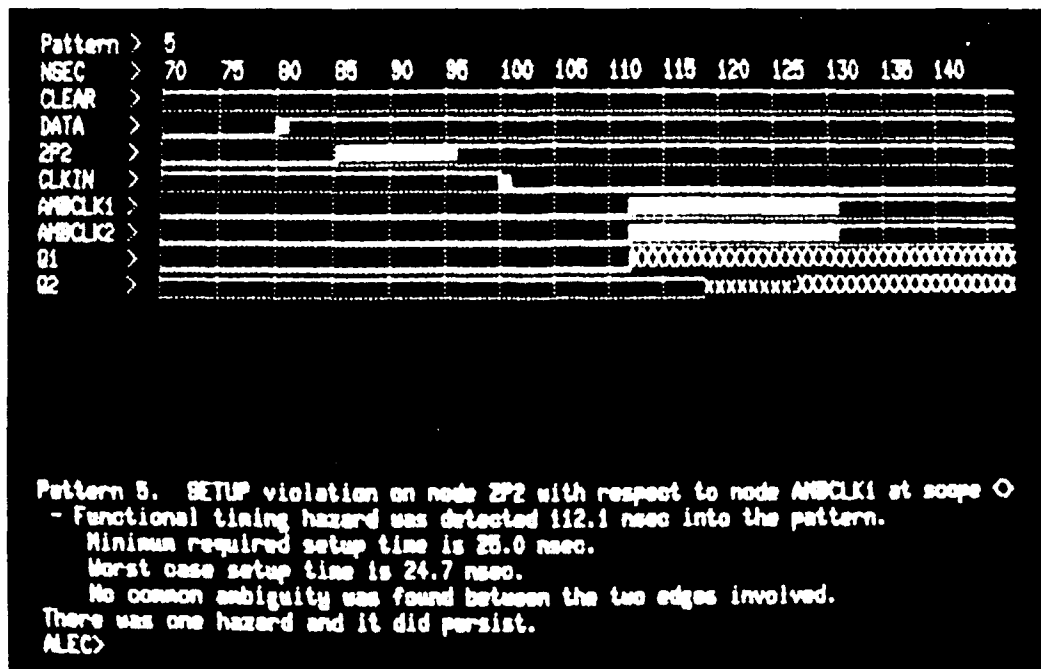 Pattern > 5
NSEC > 70 75 80 85 90 95 100 105 110 115 120 125 130 135 140
CLEAR >
DATA >
2P2 >
CLKIN >
AMBCLK1 >
AMBCLK2 >
Q1 >
Q2 >
Pattern 5. SETUP violation on node 2P2 with respect to node AMBCLK1 at scope ◇
- Functional timing hazard was detected 112.1 nsec into the pattern.
Minimum required setup time is 25.0 nsec.
Worst case setup time is 24.7 nsec.
No common ambiguity was found between the two edges involved.
There was one hazard and it did persist.
ALEC>